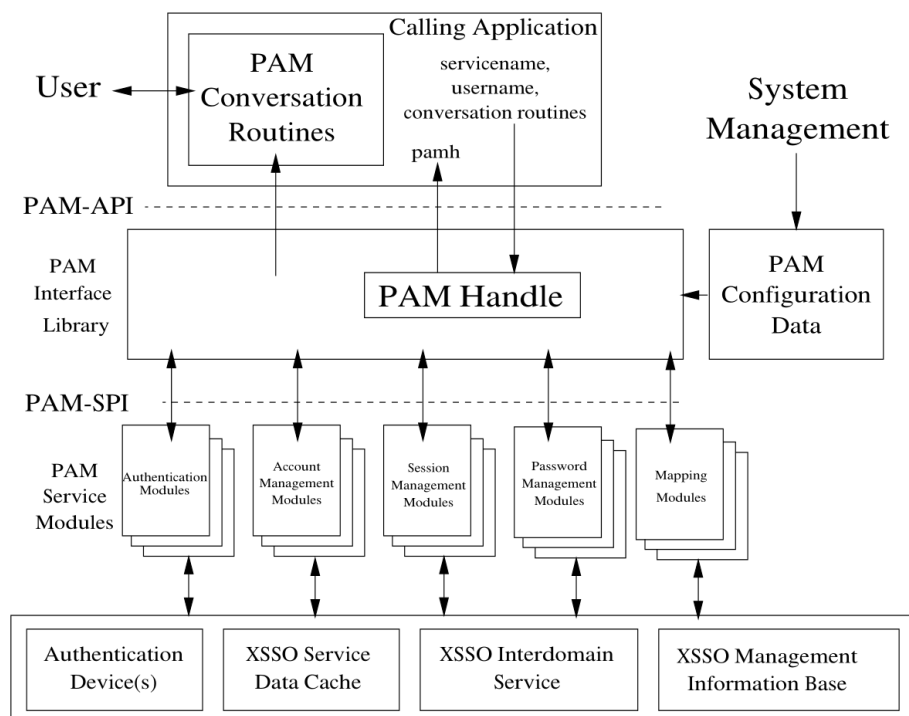 Calling Application
PAM
Conversation
Routines
User
servicename,
username,
conversation routines
pamh
System
Management
PAM-API
PAM
Interface
Library
PAM Handle
PAM
Configuration
Data
PAM-SPI
PAM
Service
Modules
Authentication
Modules
Account
Management
Modules
Session
Management
Modules
Password
Management
Modules
Mapping
Modules
Authentication
Device(s)
XSSO Service
Data Cache
XSSO Interdomain
Service
XSSO Management
Information Base